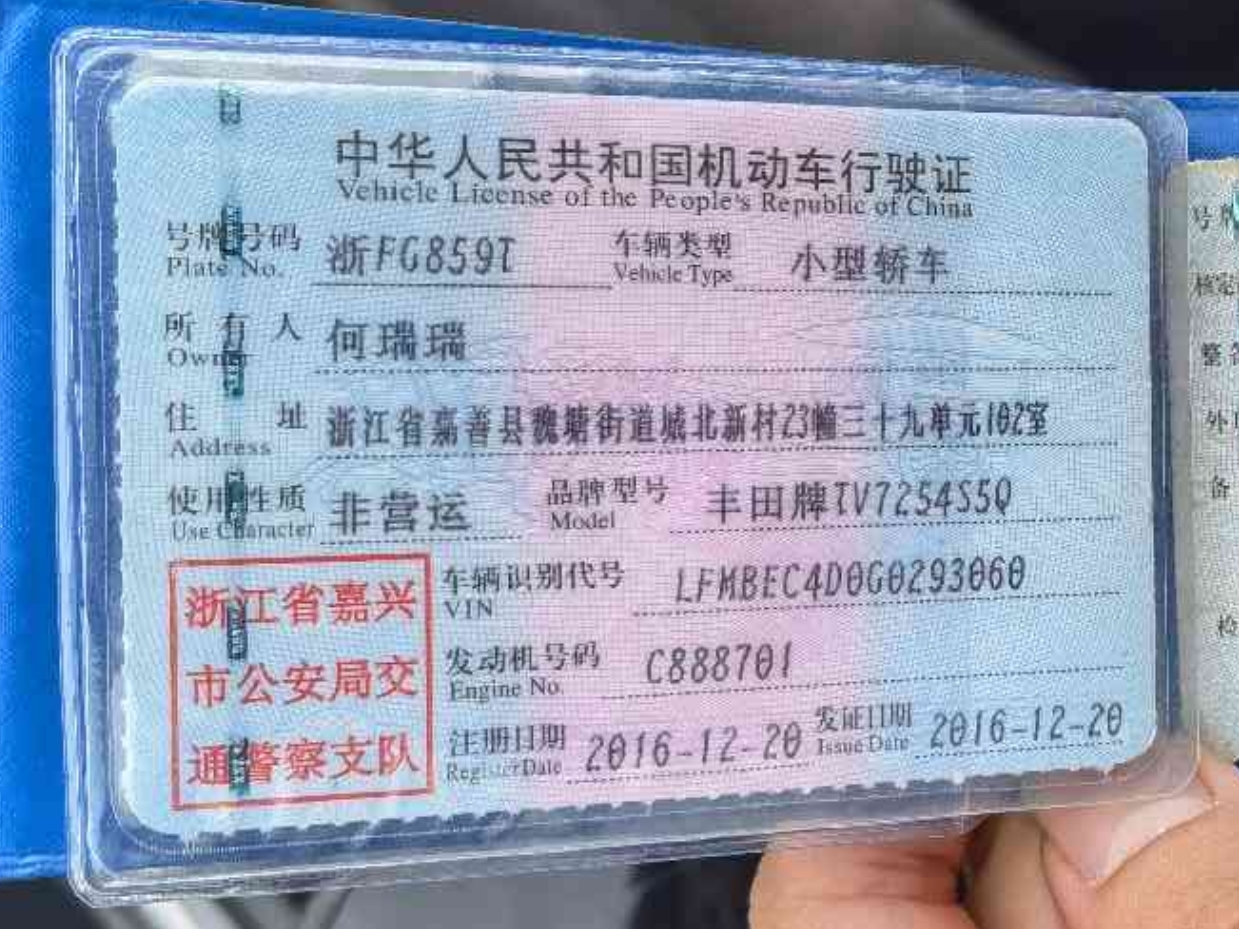 中华人民共和国机动车行驶证
Vehicle License of the People's Republic of China
号牌号码 浙FG859T 车辆类型 小型轿车
Plate No. Vehicle Type
所有人 何瑞瑞
Owner
住址 浙江省嘉善县魏塘街道城北新村23幢三十九单元102室
Address
使用性质 非营运 品牌型号 丰田牌TV7254S5Q
Use Character Model
车辆识别代号 LFMBEC4D0G0293060
VIN
发动机号码 C888701
Engine No.
注册日期 2016-12-20 发证日期 2016-12-20
Register Date Issue Date
浙江省嘉兴
市公安局交
通警察支队
号牌
核定
整备
备
检